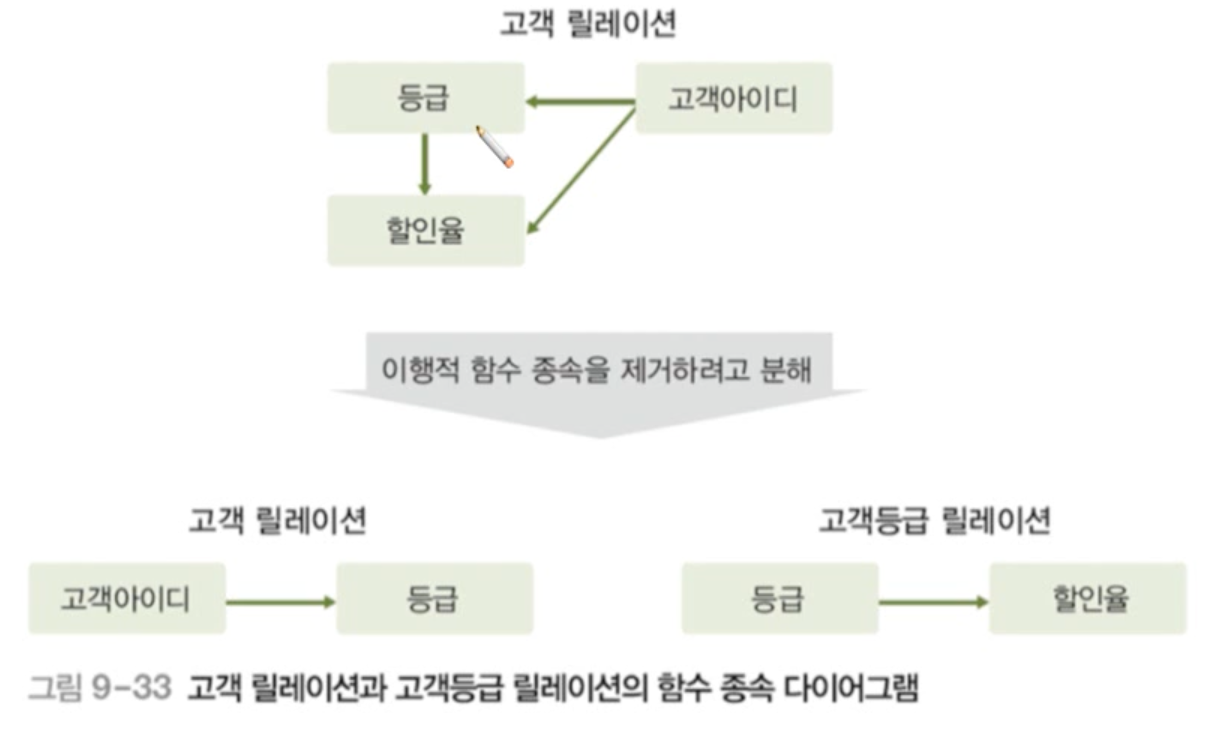 고객 릴레이션
등급 고객아이디
할인율
이행적 함수 종속을 제거하려고 분해
고객 릴레이션 고객등급 릴레이션
고객아이디 등급 등급 할인율
그림 9-33 고객 릴레이션과 고객등급 릴레이션의 함수 종속 다이어그램